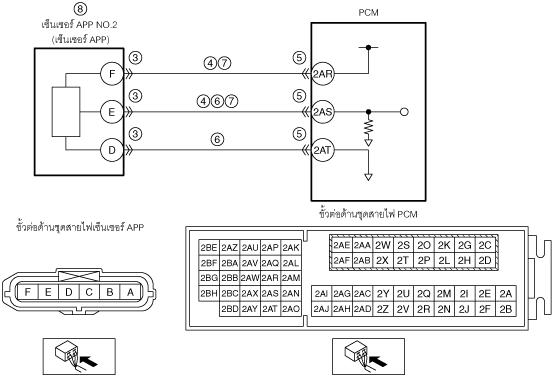 ⑧
PCM
เซ็นเซอร์ APP NO.2
(เซ็นเซอร์ APP)
③ ④⑦ ⑤
F 2AR
③ ④⑥⑦ ⑤
E 2AS
③ ⑥ ⑤
D 2AT
ขั้วต่อด้านชุดสายไฟเซ็นเซอร์ APP
ขั้วต่อด้านชุดสายไฟ PCM
F E D C B A
2BE 2AZ 2AU 2AP 2AK
2BF 2BA 2AV 2AQ 2AL
2BG 2BB 2AW 2AR 2AM
2BH 2BC 2AX 2AS 2AN
2BD 2AY 2AT 2AO
2AE 2AA 2W 2S 2O 2K 2G 2C
2AF 2AB 2X 2T 2P 2L 2H 2D
2AI 2AG 2AC 2Y 2U 2Q 2M 2I 2E 2A
2AJ 2AH 2AD 2Z 2V 2R 2N 2J 2F 2B